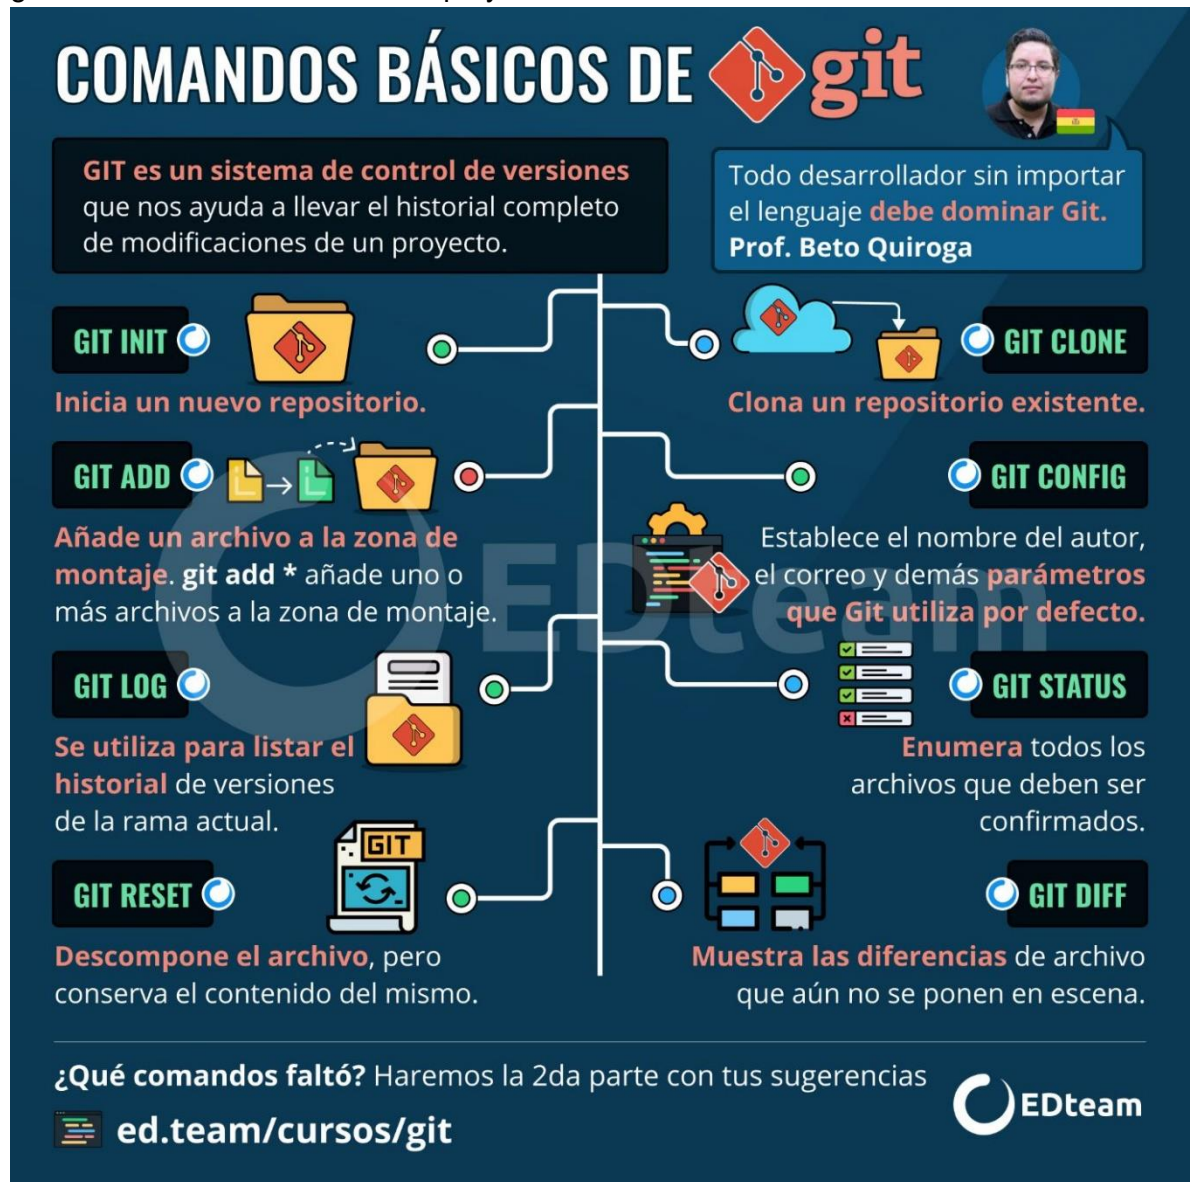 COMANDOS BÁSICOS DE git
GIT es un sistema de control de versiones
que nos ayuda a llevar el historial completo
de modificaciones de un proyecto.
Todo desarrollador sin importar
el lenguaje debe dominar Git.
Prof. Beto Quiroga
GIT INIT
Inicia un nuevo repositorio.
GIT CLONE
Clona un repositorio existente.
GIT ADD
Añade un archivo a la zona de
montaje. git add * añade uno o
más archivos a la zona de montaje.
GIT CONFIG
Establece el nombre del autor,
el correo y demás parámetros
que Git utiliza por defecto.
EDteam
GIT LOG
Se utiliza para listar el
historial de versiones
de la rama actual.
GIT STATUS
Enumera todos los
archivos que deben ser
confirmados.
GIT
GIT RESET
Descompone el archivo, pero
conserva el contenido del mismo.
GIT DIFF
Muestra las diferencias de archivo
que aún no se ponen en escena.
¿Qué comandos faltó? Haremos la 2da parte con tus sugerencias
ed.team/cursos/git
EDteam